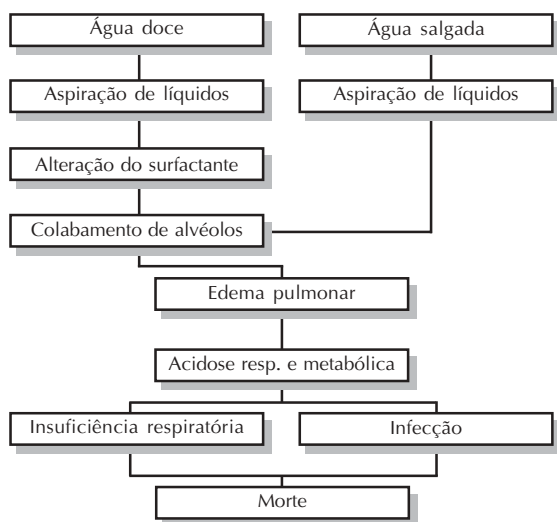 Água doce
Água salgada
Aspiração de líquidos
Aspiração de líquidos
Alteração do surfactante
Colabamento de alvéolos
Edema pulmonar
Acidose resp. e metabólica
Insuficiência respiratória
Infecção
Morte